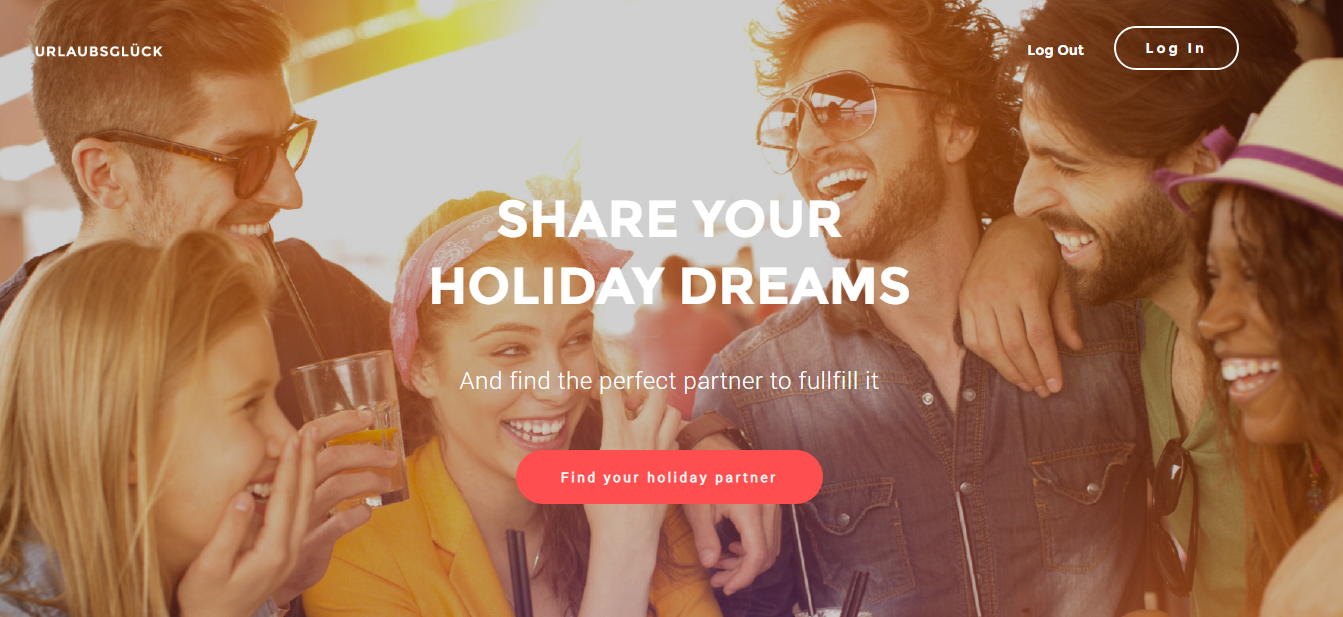 URLAUBSGLÜCK
Log Out
Log In
SHARE YOUR
HOLIDAY DREAMS
And find the perfect partner to fullfill it
Find your holiday partner